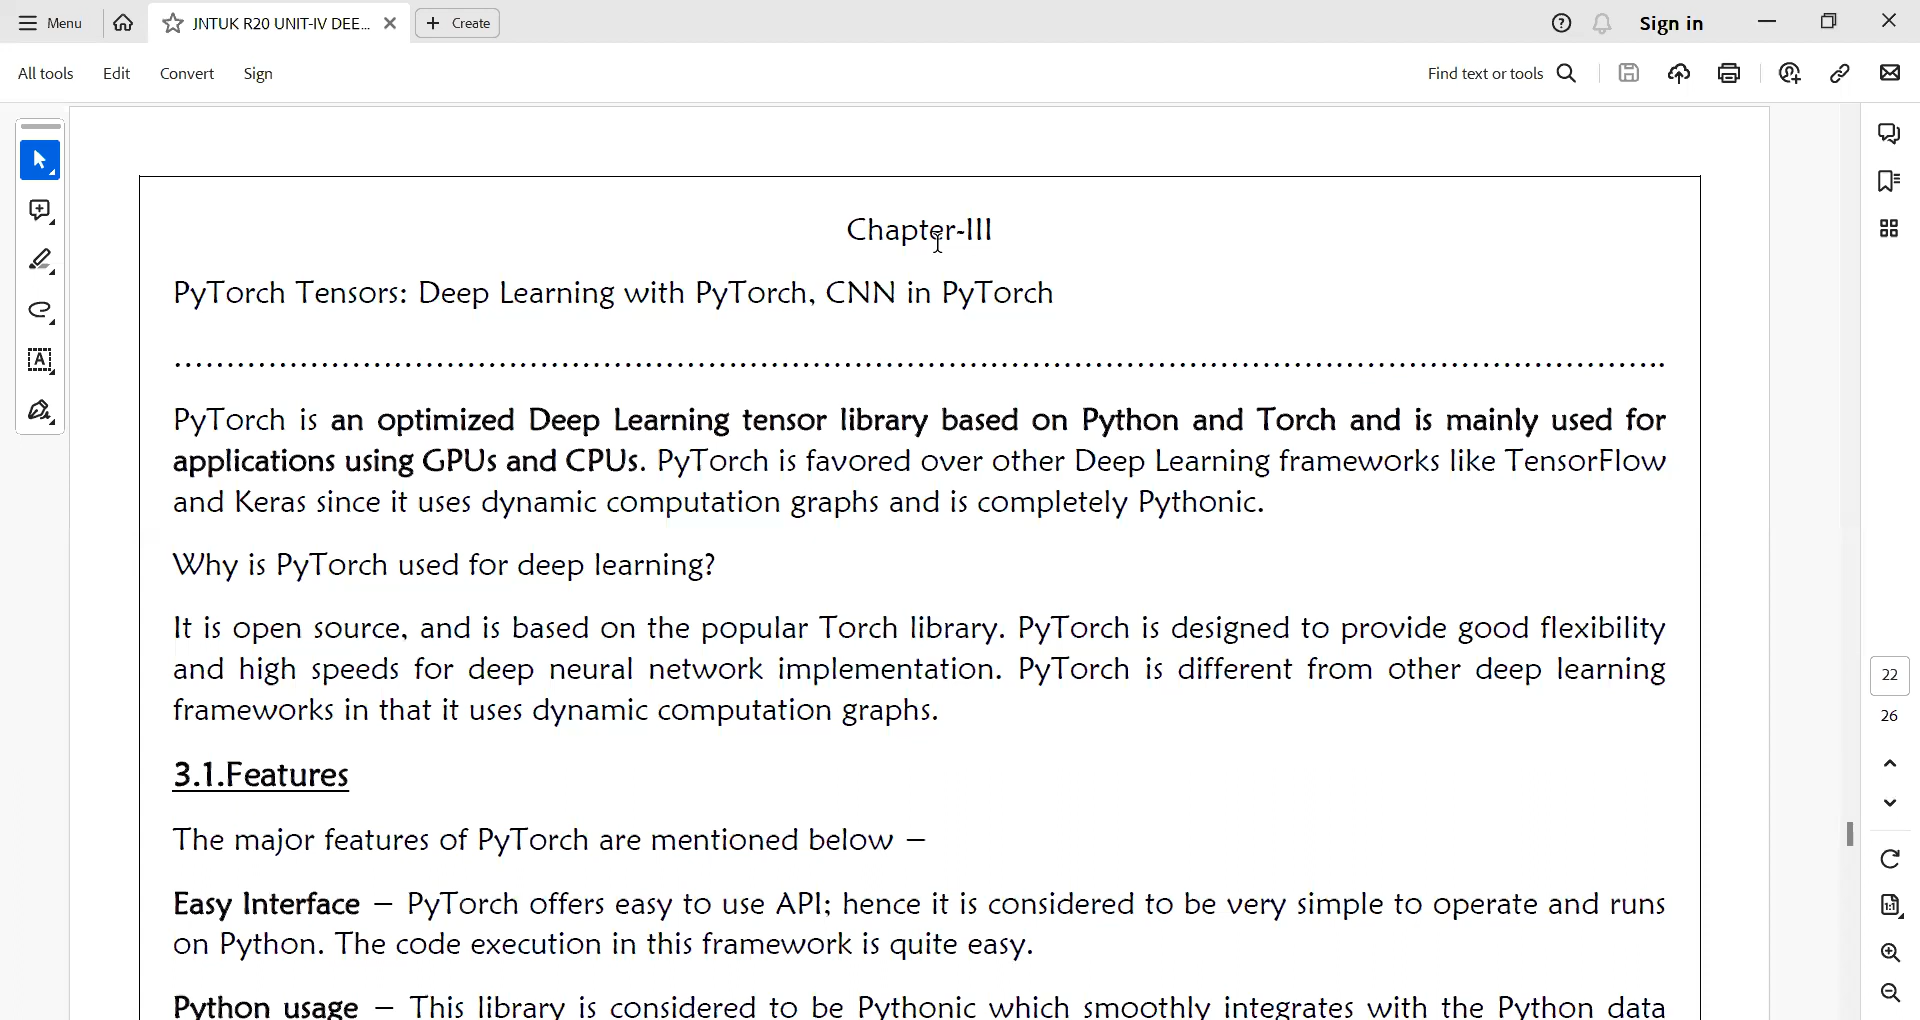 Menu
JNTUK R20 UNIT-IV DEE...
Create
Sign in
All tools
Edit
Convert
Sign
Find text or tools
Chapter-III
PyTorch Tensors: Deep Learning with PyTorch, CNN in PyTorch
PyTorch is an optimized Deep Learning tensor library based on Python and Torch and is mainly used for
applications using GPUs and CPUs. PyTorch is favored over other Deep Learning frameworks like TensorFlow
and Keras since it uses dynamic computation graphs and is completely Pythonic.
Why is PyTorch used for deep learning?
It is open source, and is based on the popular Torch library. PyTorch is designed to provide good flexibility
and high speeds for deep neural network implementation. PyTorch is different from other deep learning
frameworks in that it uses dynamic computation graphs.
3.1.Features
The major features of PyTorch are mentioned below –
Easy Interface – PyTorch offers easy to use API; hence it is considered to be very simple to operate and runs
on Python. The code execution in this framework is quite easy.
Python usage – This library is considered to be Pythonic which smoothly integrates with the Python data
22
26